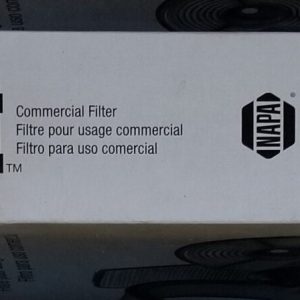 Commercial Filter
Filtre pour usage commercial
Filtro para uso comercial
TM
NAPA
®